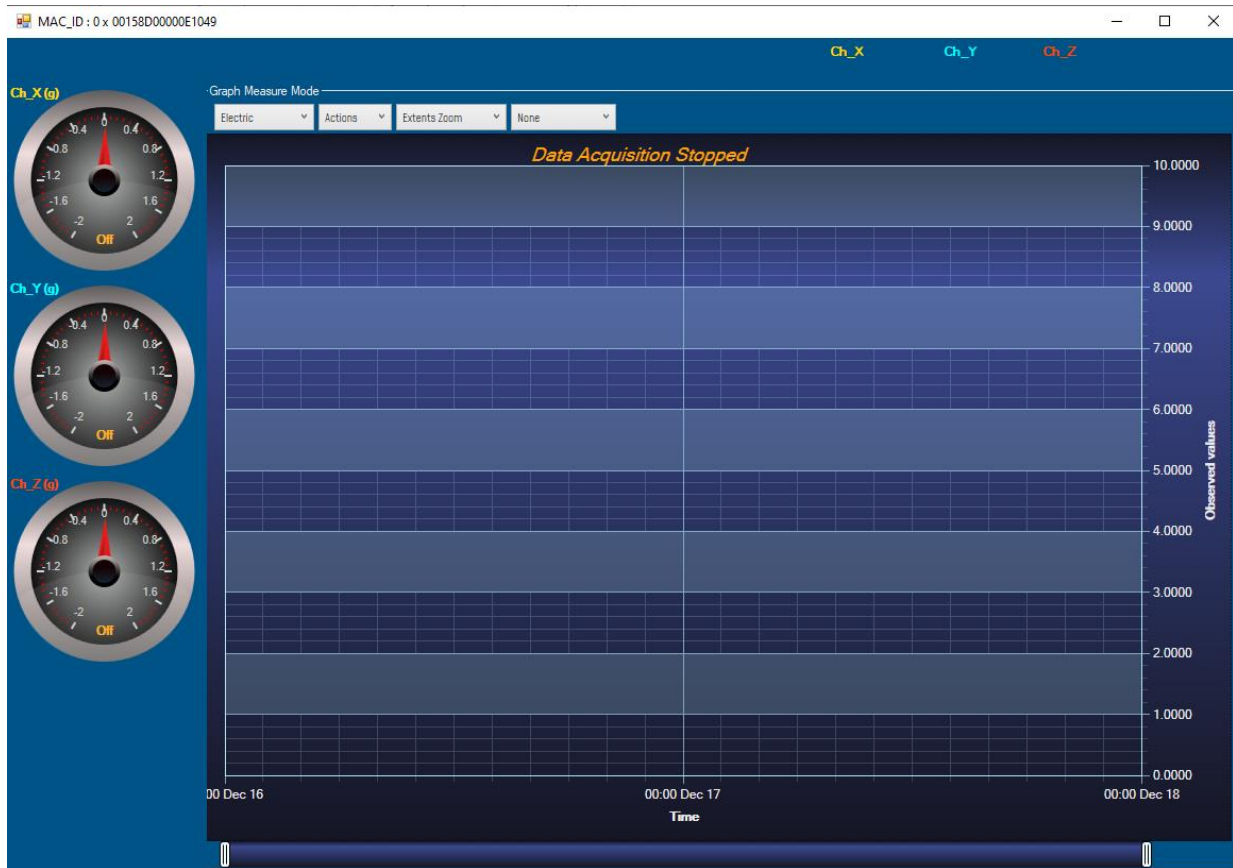 MAC_ID : 0 x 00158D00000E1049
Ch_X Ch_Y Ch_Z
Graph Measure Mode
Electric Actions Extents Zoom None
Data Acquisition Stopped
Ch_X (g)
-2 -1.6 -1.2 -0.8 -0.4 0 0.4 0.8 1.2 1.6 2
Off
Ch_Y (g)
-2 -1.6 -1.2 -0.8 -0.4 0 0.4 0.8 1.2 1.6 2
Off
Ch_Z (g)
-2 -1.6 -1.2 -0.8 -0.4 0 0.4 0.8 1.2 1.6 2
Off
10.0000
9.0000
8.0000
7.0000
6.0000
5.0000
4.0000
3.0000
2.0000
1.0000
0.0000
Observed values
00 Dec 16 00:00 Dec 17 00:00 Dec 18
Time